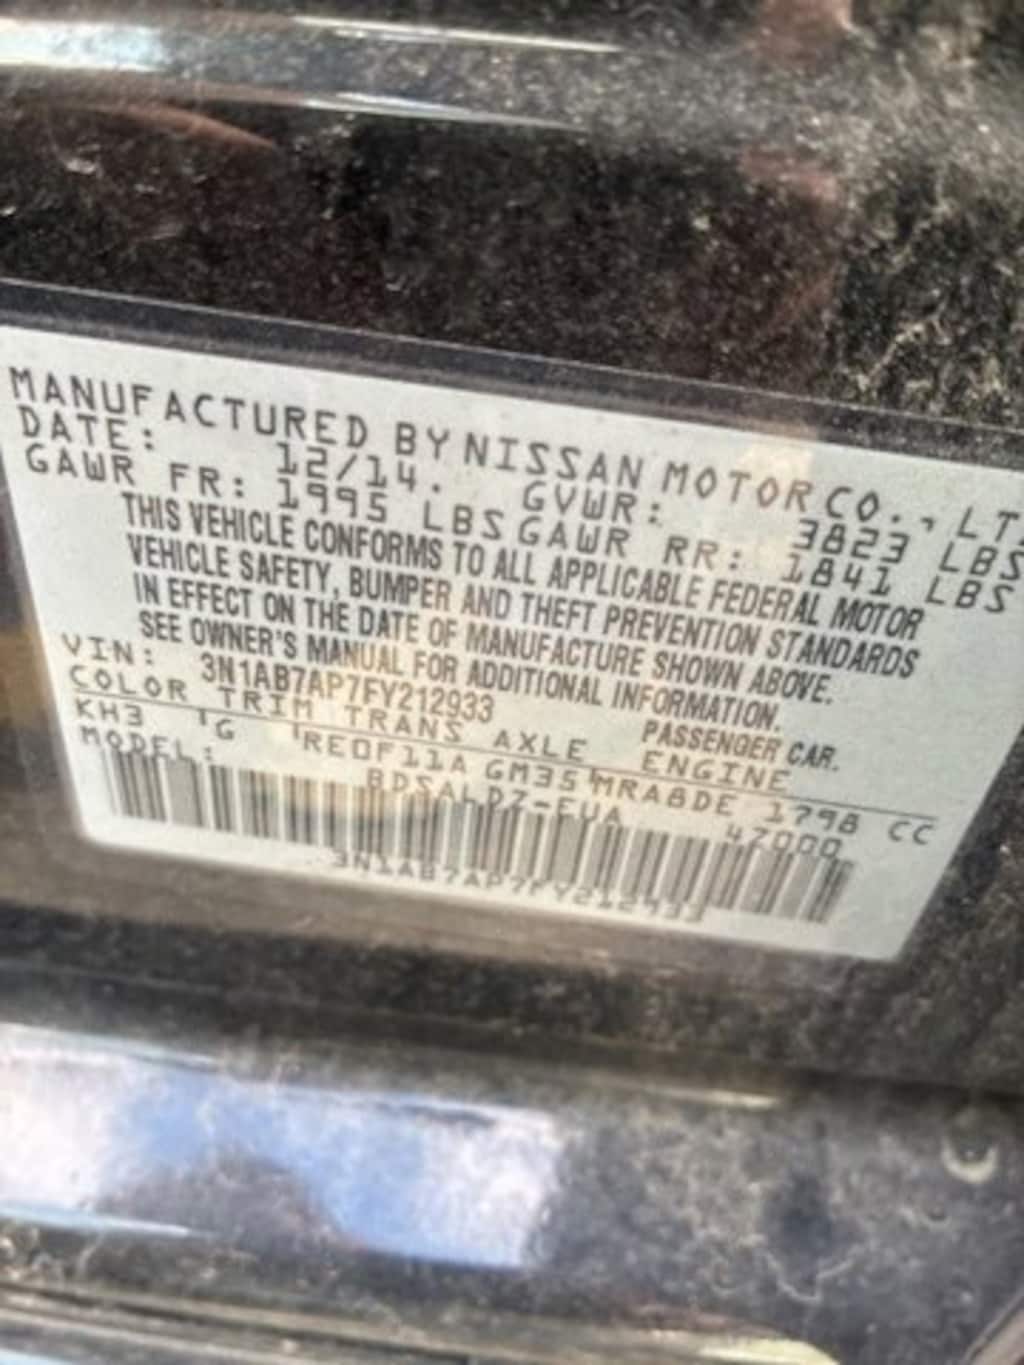 MANUFACTURED BY NISSAN MOTOR CO., LT
DATE: 12/14. GVWR: 3823 LBS
GAWR FR: 1995 LBS GAWR RR: 1841 LBS
THIS VEHICLE CONFORMS TO ALL APPLICABLE FEDERAL MOTOR
VEHICLE SAFETY, BUMPER AND THEFT PREVENTION STANDARDS
IN EFFECT ON THE DATE OF MANUFACTURE SHOWN ABOVE.
SEE OWNER'S MANUAL FOR ADDITIONAL INFORMATION.
VIN: 3N1AB7AP7FY212933 PASSENGER CAR.
COLOR TRIM TRANS AXLE ENGINE
KH3 G RE0F11A GM35 MRA8DE 1798 CC
MODEL: BDSALDZ-EUA 47000
3N1AB7AP7FY212933